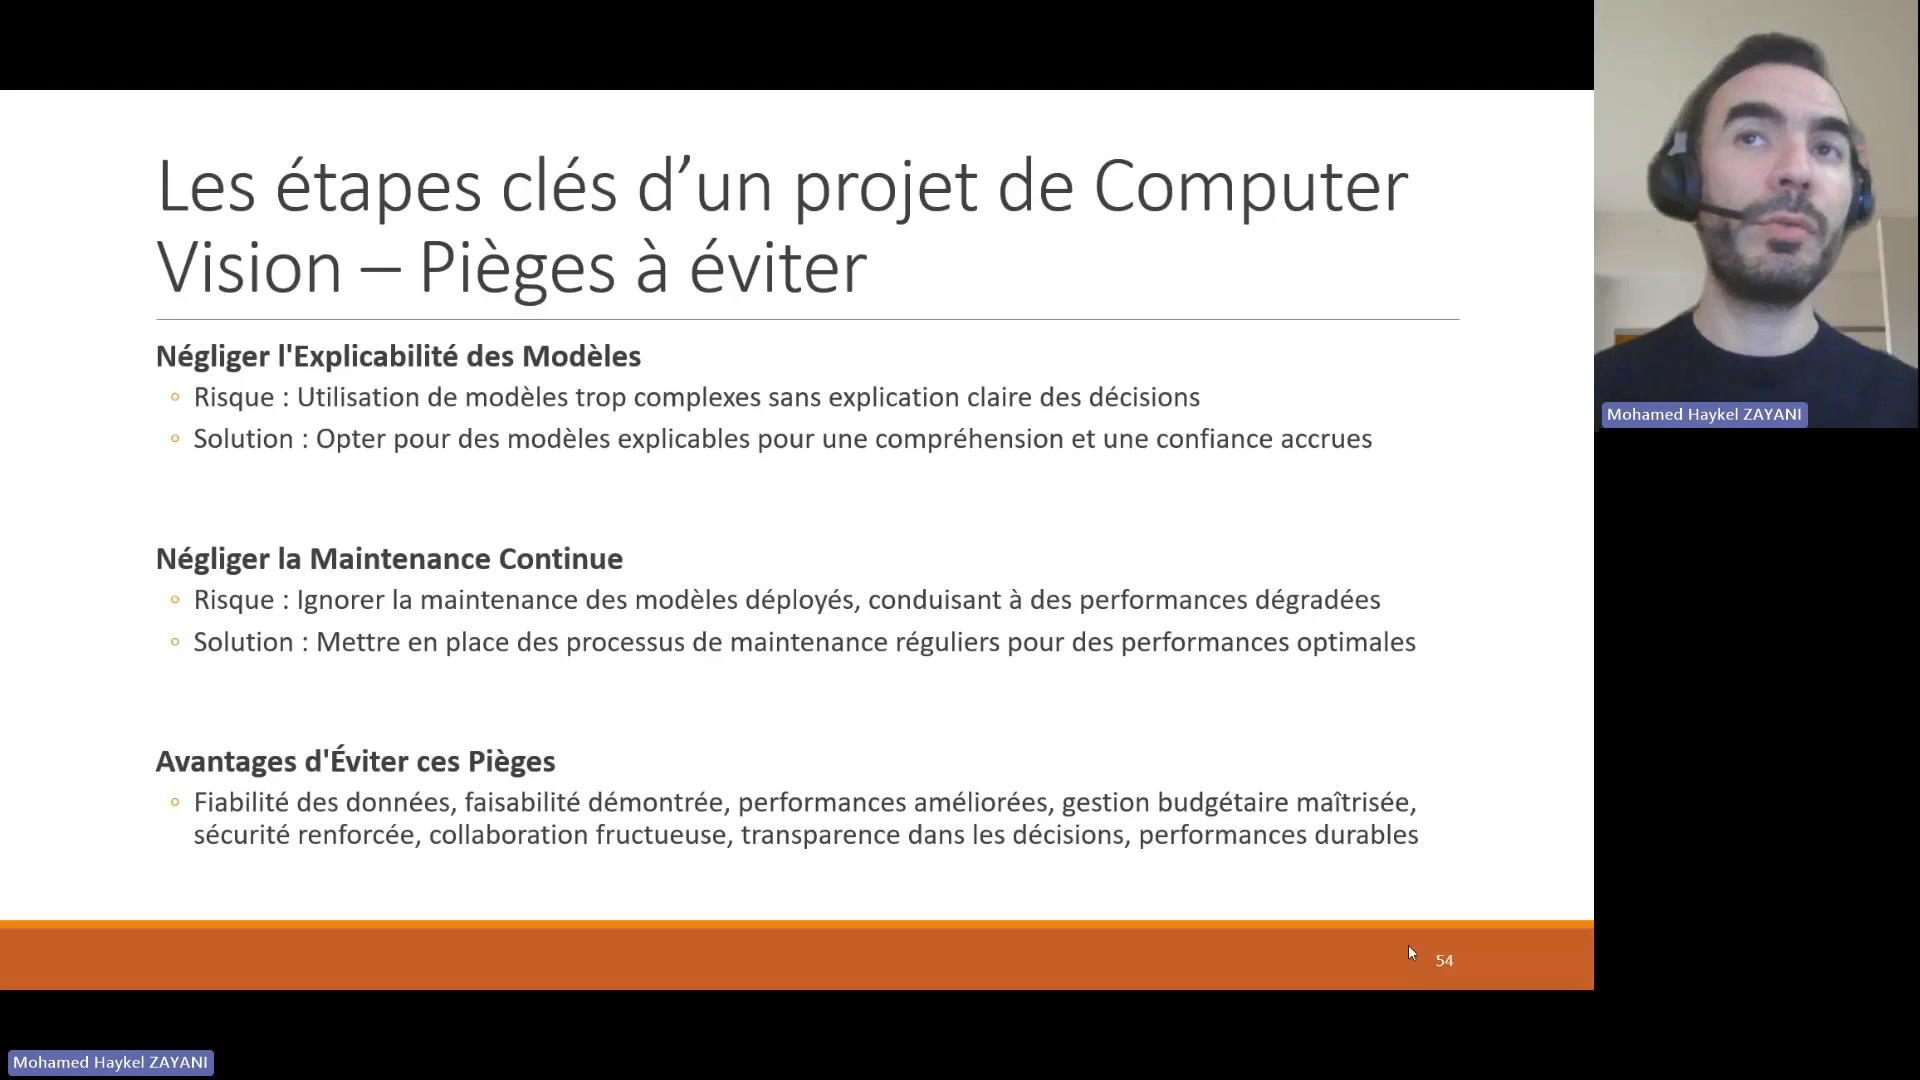 Les étapes clés d’un projet de Computer
Vision – Pièges à éviter
Négliger l'Explicabilité des Modèles
◦ Risque : Utilisation de modèles trop complexes sans explication claire des décisions
◦ Solution : Opter pour des modèles explicables pour une compréhension et une confiance accrues
Négliger la Maintenance Continue
◦ Risque : Ignorer la maintenance des modèles déployés, conduisant à des performances dégradées
◦ Solution : Mettre en place des processus de maintenance réguliers pour des performances optimales
Avantages d'Éviter ces Pièges
◦ Fiabilité des données, faisabilité démontrée, performances améliorées, gestion budgétaire maîtrisée,
sécurité renforcée, collaboration fructueuse, transparence dans les décisions, performances durables
54
Mohamed Haykel ZAYANI
Mohamed Haykel ZAYANI